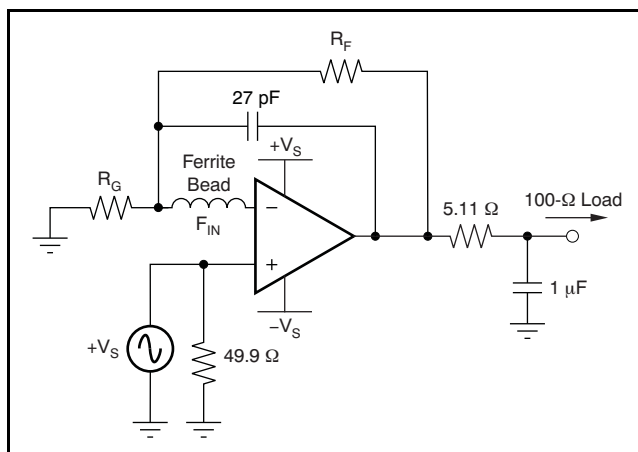 R_F
27 pF
+V_S
Ferrite
Bead
R_G
F_IN
−
+
5.11 Ω
100-Ω Load
1 μF
−V_S
+V_S
49.9 Ω